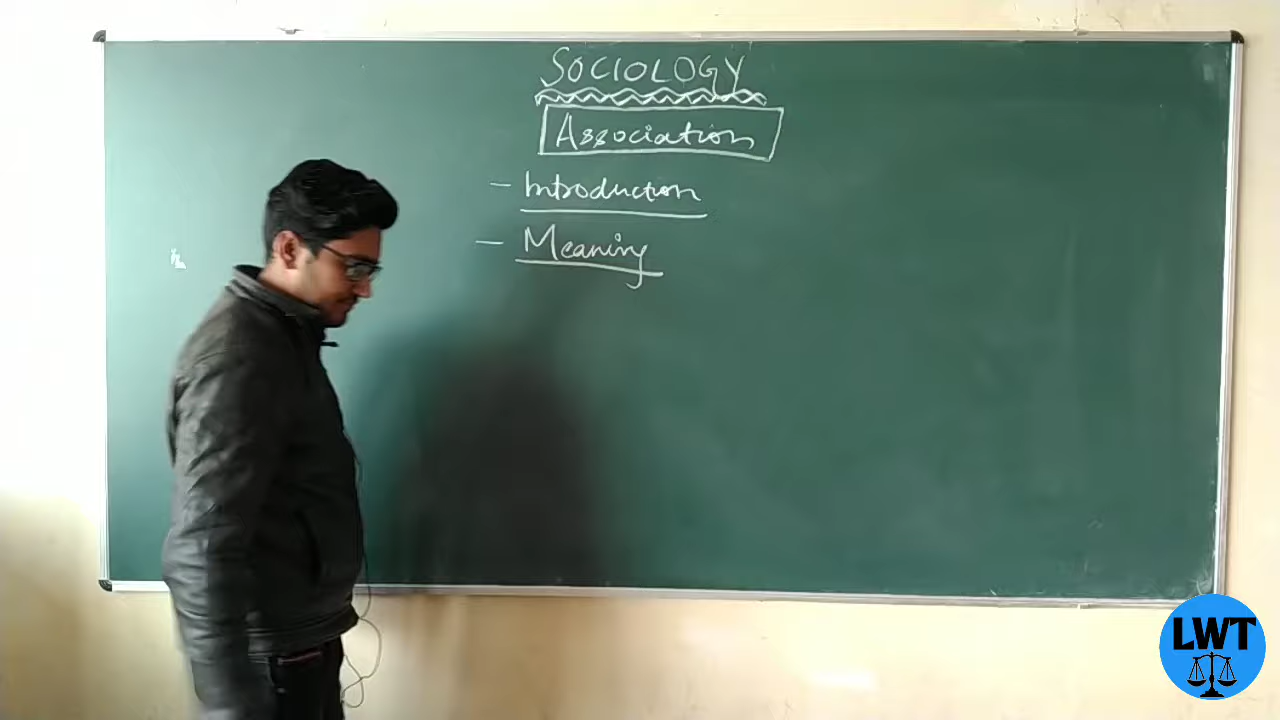 SOCIOLOGY
Association
- Introduction
- Meaning
LWT